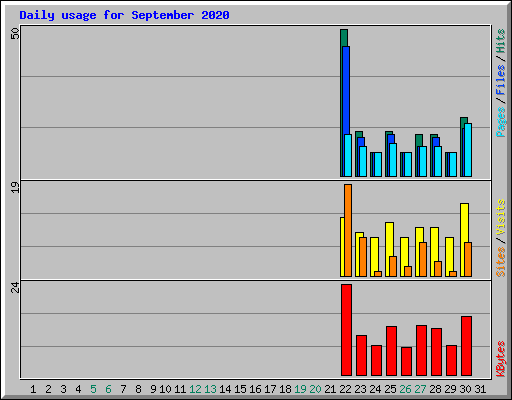 Daily usage for September 2020
50
19
24
Pages / Files / Hits
Sites / Visits
KBytes
1 2 3 4 5 6 7 8 9 10 11 12 13 14 15 16 17 18 19 20 21 22 23 24 25 26 27 28 29 30 31